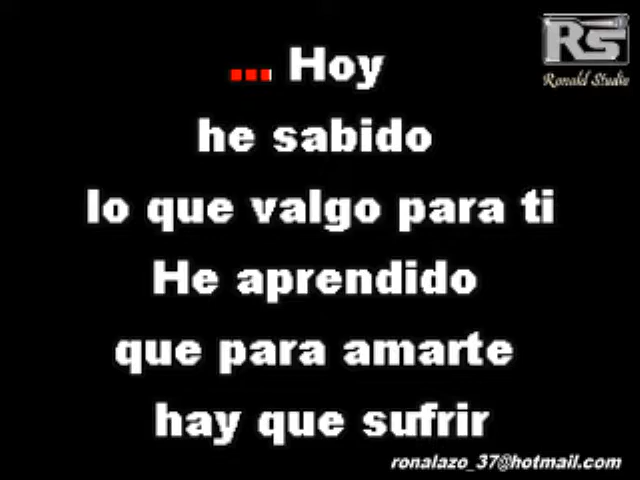 RS
Ronald Studio
... Hoy
he sabido
lo que valgo para ti
He aprendido
que para amarte
hay que sufrir
ronalazo_37@hotmail.com